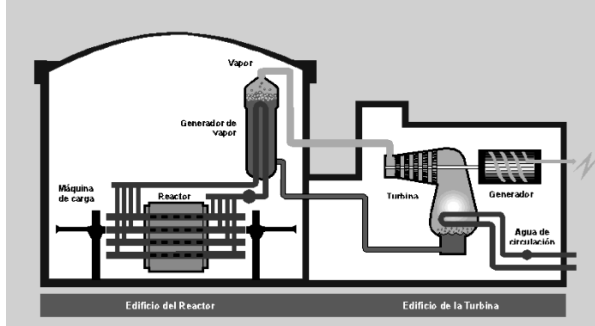 Vapor
Generador de
vapor
Máquina
de carga
Reactor
Turbina
Generador
Agua de
circulación
Edificio del Reactor
Edificio de la Turbina